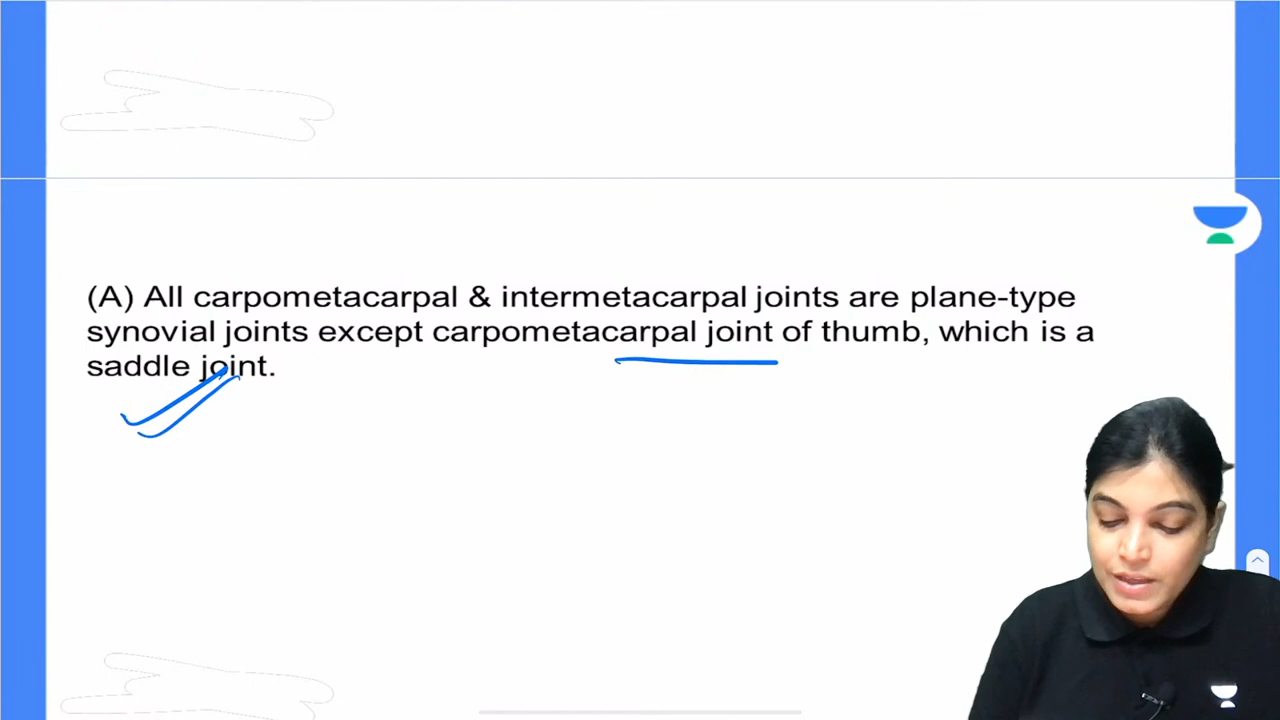 (A) All carpometacarpal & intermetacarpal joints are plane-type
synovial joints except carpometacarpal joint of thumb, which is a
saddle joint.